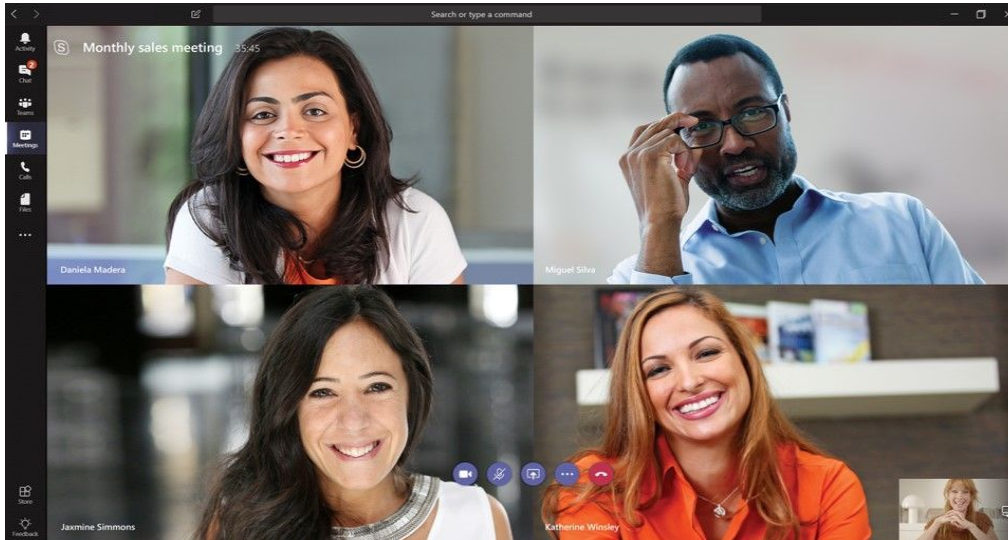 Search or type a command
Activity
S Monthly sales meeting 35:45
2
Chat
Teams
Meetings
Calls
Files
Daniela Madera
Miguel Silva
Store
Feedback
Jaxmine Simmons
Katherine Winsley